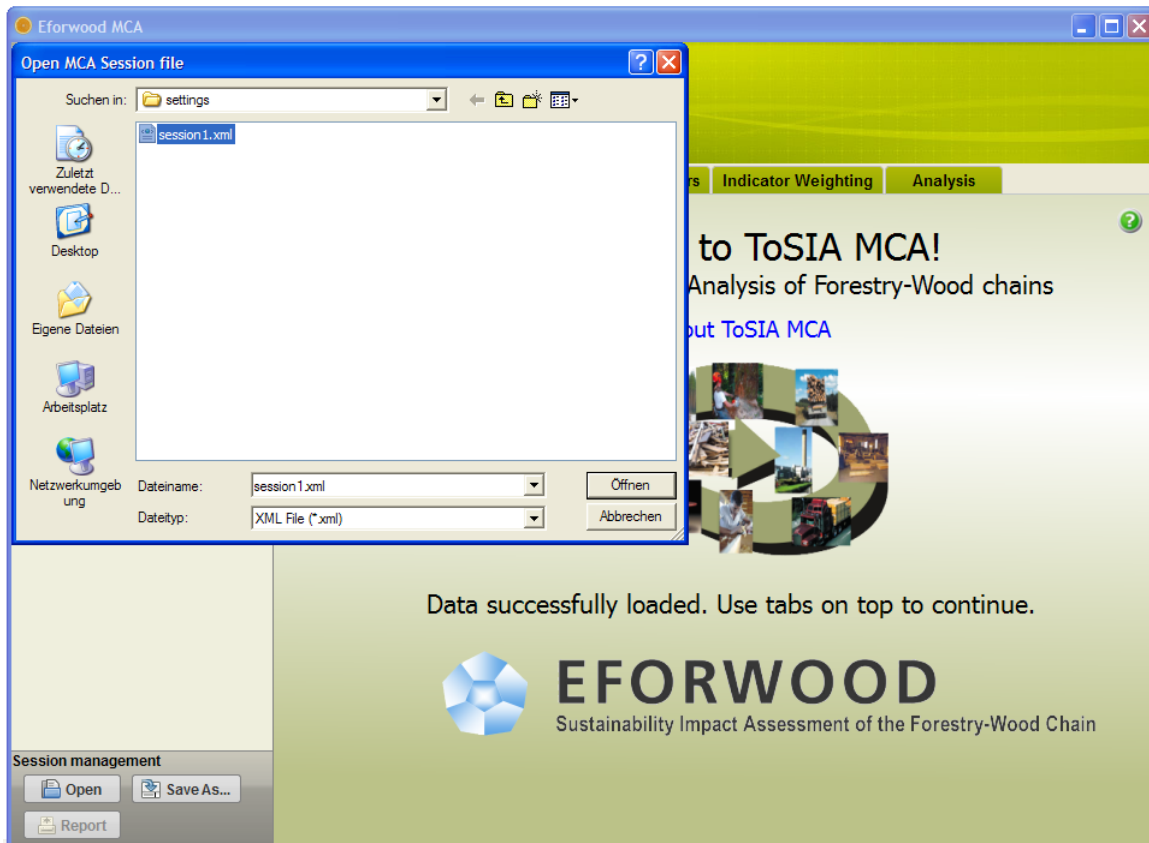 Eforwood MCA
Open MCA Session file
Suchen in:
settings
session1.xml
Zuletzt
verwendete D...
Desktop
Eigene Dateien
Arbeitsplatz
Netzwerkumgeb
ung
Dateiname:
session1.xml
Öffnen
Dateityp:
XML File (*.xml)
Abbrechen
rs
Indicator Weighting
Analysis
to ToSIA MCA!
Analysis of Forestry-Wood chains
out ToSIA MCA
Data successfully loaded. Use tabs on top to continue.
EFORWOOD
Sustainability Impact Assessment of the Forestry-Wood Chain
Session management
Open
Save As...
Report